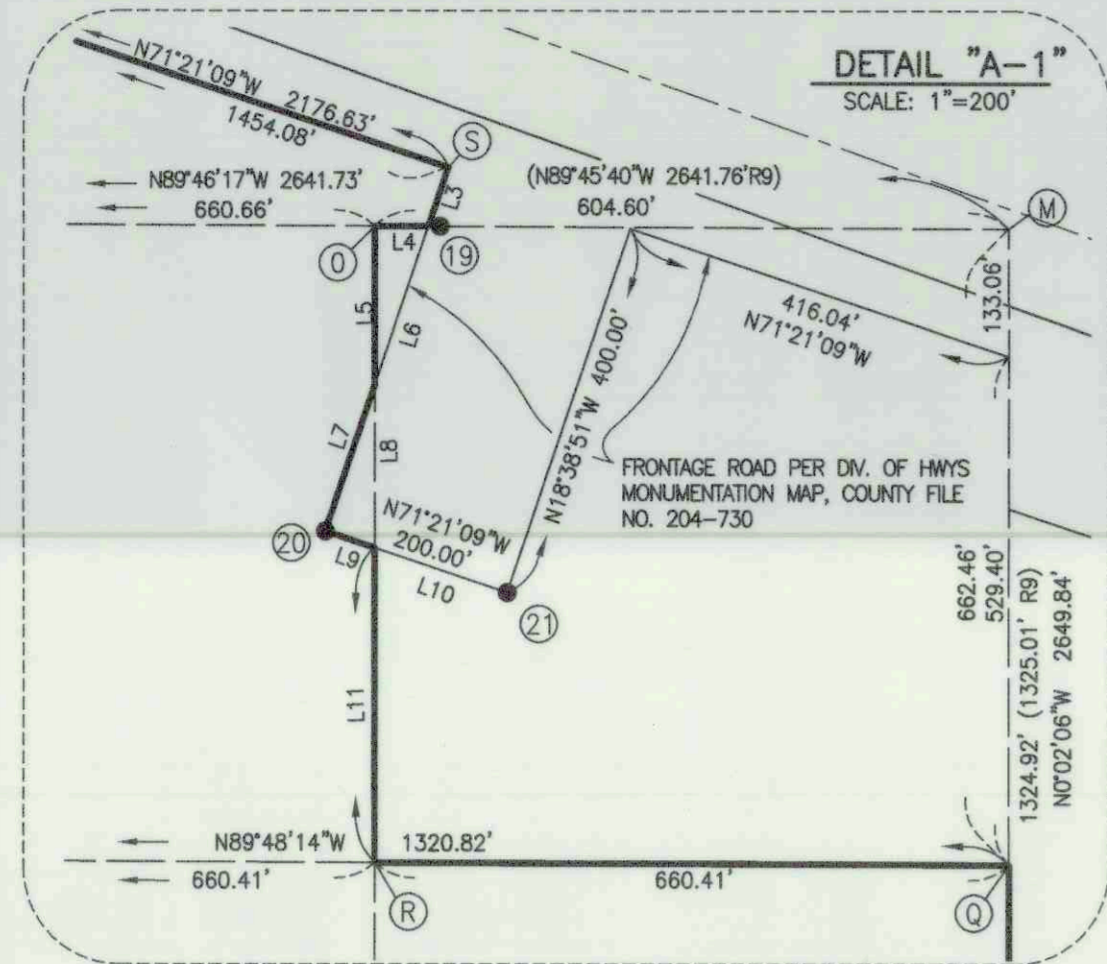 DETAIL "A-1"
SCALE: 1"=200'
N71°21'09"W 2176.63'
1454.08'
S
N89°46'17"W 2641.73'
660.66'
L3
(N89°45'40"W 2641.76'R9)
604.60'
M
O
L4
19
133.06'
L5
L6
416.04'
N71°21'09"W
N18°38'51"W 400.00'
L7
L8
FRONTAGE ROAD PER DIV. OF HWYS
MONUMENTATION MAP, COUNTY FILE
NO. 204-730
20
N71°21'09"W
200.00'
L9
L10
21
662.46'
529.40'
1324.92' (1325.01' R9)
N0°02'06"W 2649.84'
L11
N89°48'14"W 1320.82'
660.41'
660.41'
R
Q